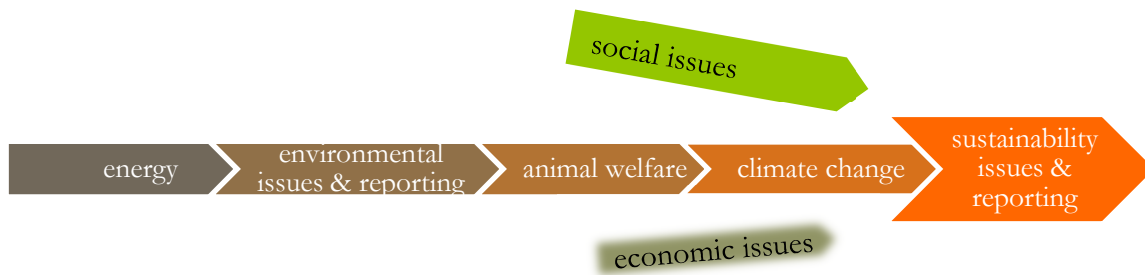 social issues
energy
environmental
issues & reporting
animal welfare
climate change
sustainability
issues &
reporting
economic issues